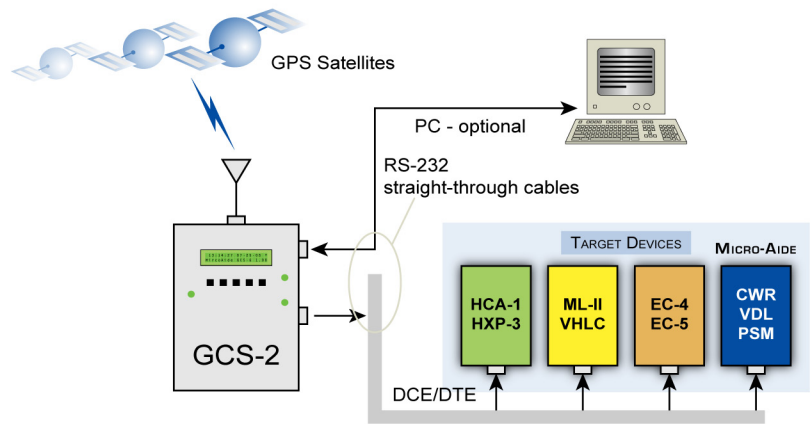 GPS Satellites
PC - optional
RS-232
straight-through cables
TARGET DEVICES
MICRO-AIDE
HCA-1
HXP-3
ML-II
VHLC
EC-4
EC-5
CWR
VDL
PSM
GCS-2
DCE/DTE